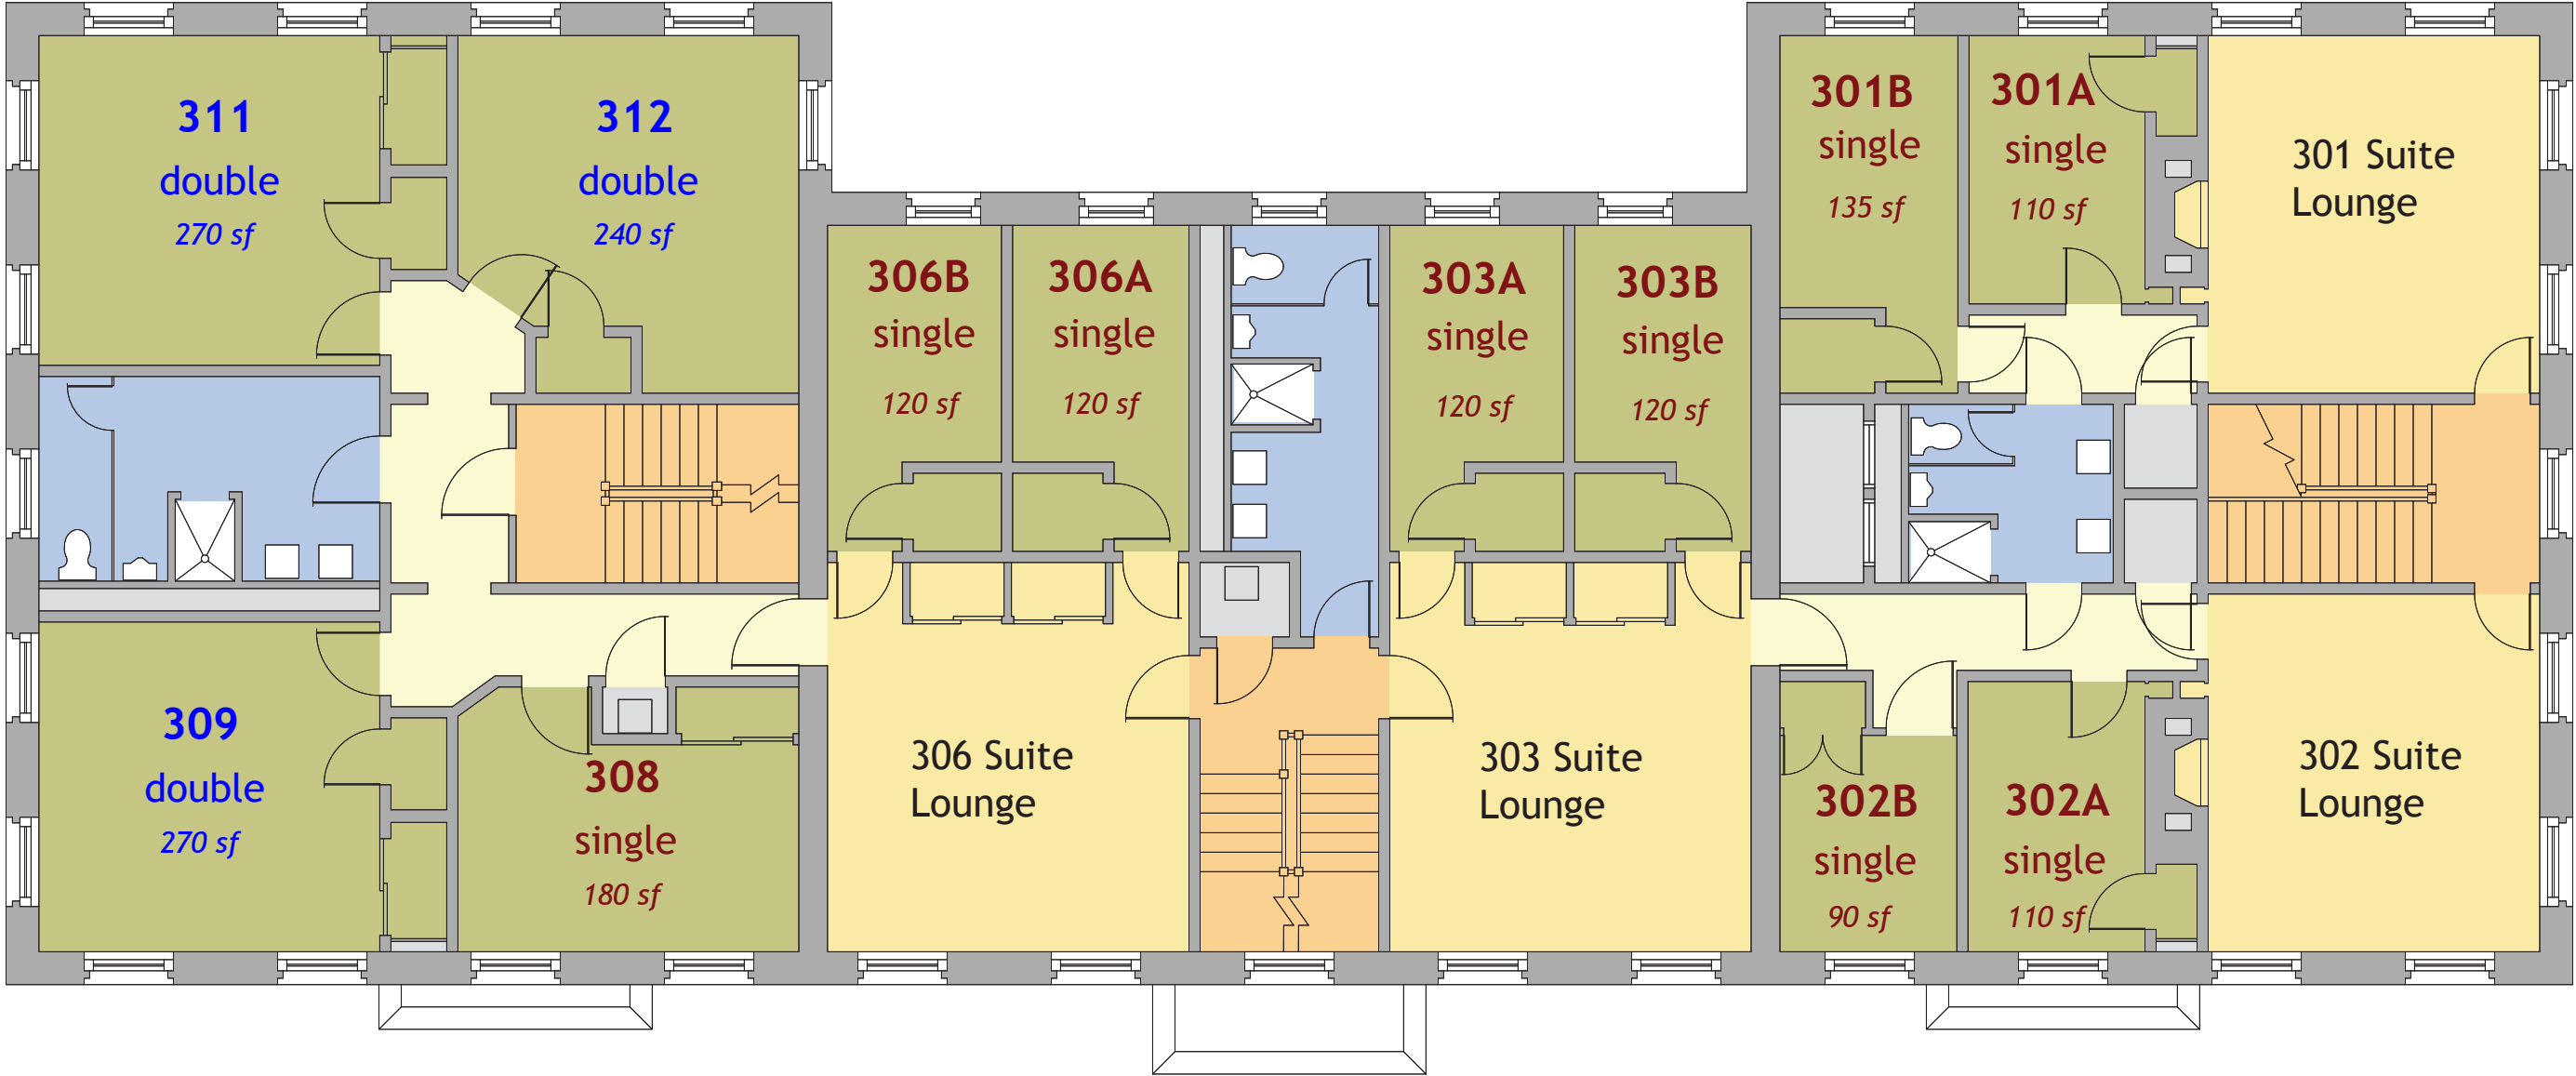 311
double
270 sf
312
double
240 sf
301B
single
135 sf
301A
single
110 sf
301 Suite
Lounge
306B
single
120 sf
306A
single
120 sf
303A
single
120 sf
303B
single
120 sf
309
double
270 sf
308
single
180 sf
306 Suite
Lounge
303 Suite
Lounge
302B
single
90 sf
302A
single
110 sf
302 Suite
Lounge